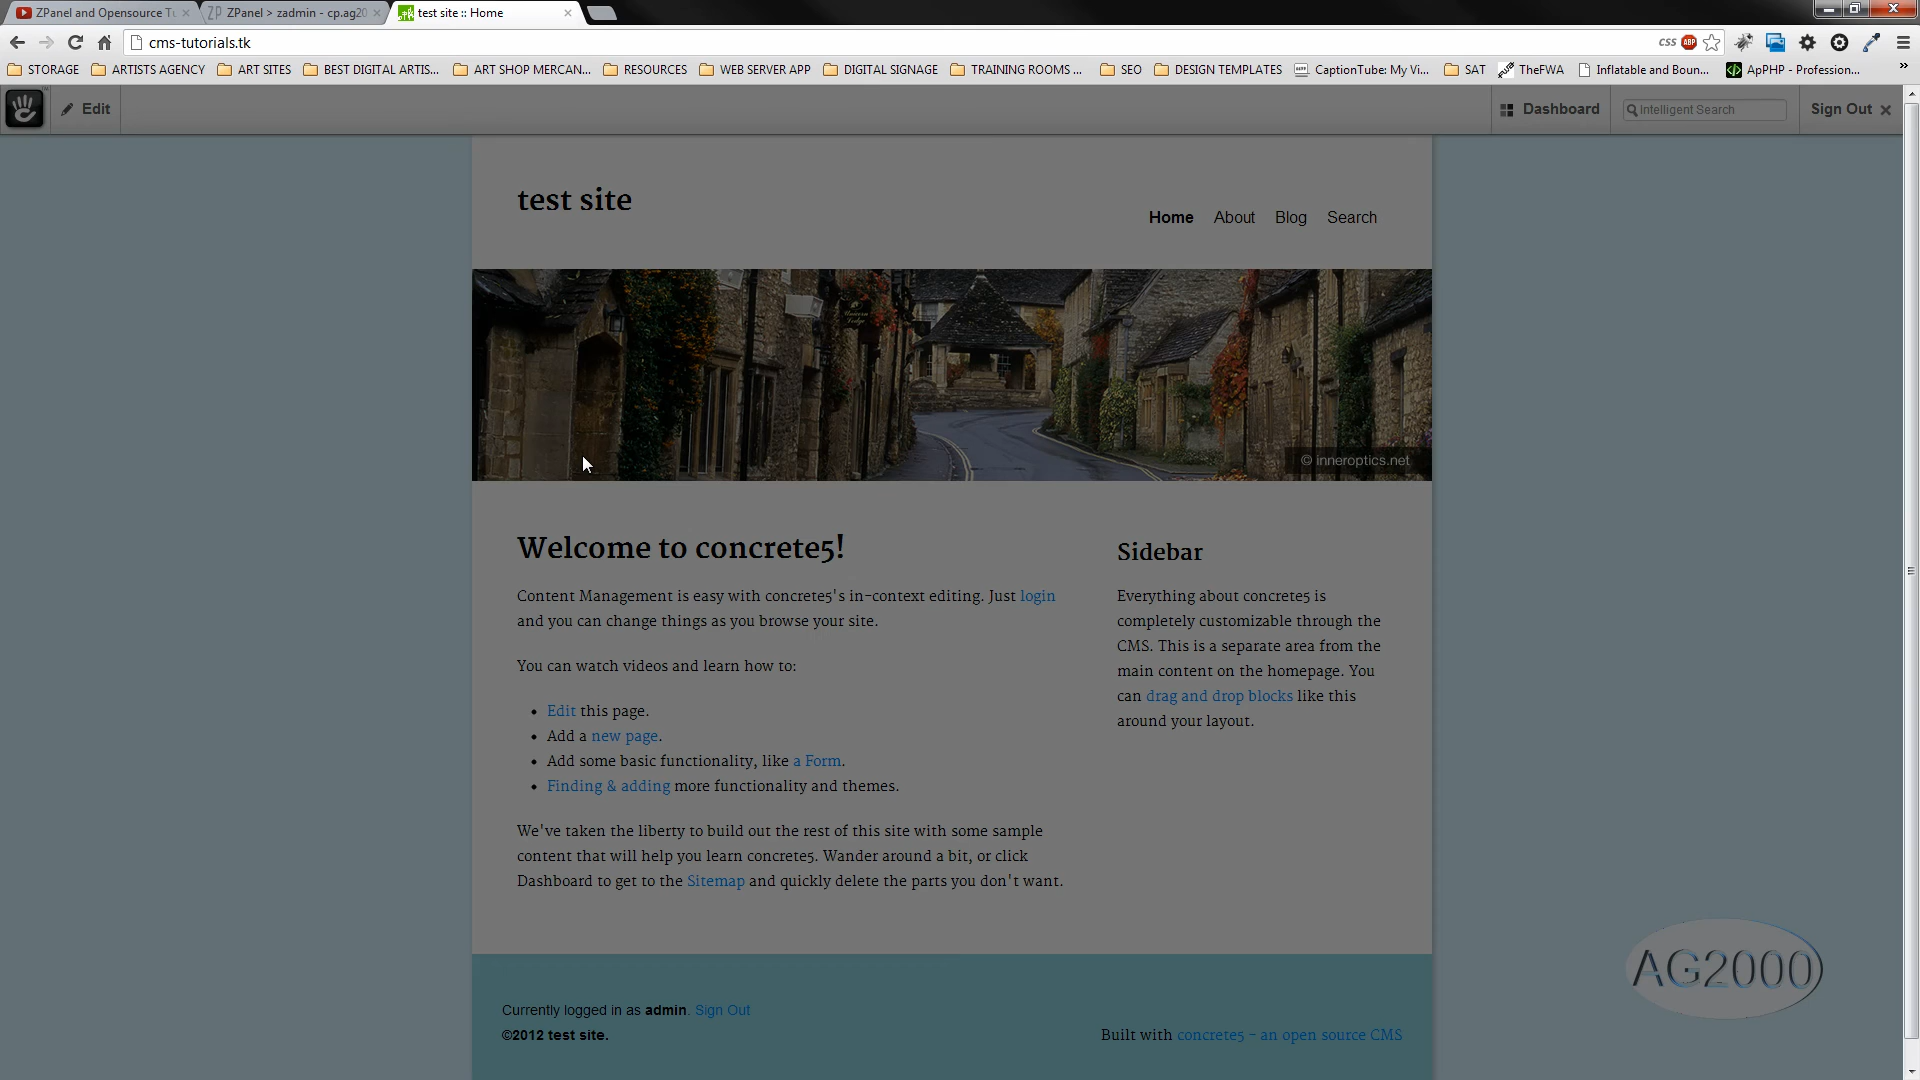 ZPanel and Opensource Tu
ZPanel > zadmin - cp.ag20
test site :: Home
cms-tutorials.tk
CSS
ABP
STORAGE
ARTISTS AGENCY
ART SITES
BEST DIGITAL ARTIS...
ART SHOP MERCAN...
RESOURCES
WEB SERVER APP
DIGITAL SIGNAGE
TRAINING ROOMS ...
SEO
DESIGN TEMPLATES
CaptionTube: My Vi...
SAT
TheFWA
Inflatable and Boun...
ApPHP - Profession...
Edit
Dashboard
Intelligent Search
Sign Out
test site
Home About Blog Search
© inneroptics.net
Welcome to concrete5!
Content Management is easy with concrete5's in-context editing. Just login
and you can change things as you browse your site.
You can watch videos and learn how to:
• Edit this page.
• Add a new page.
• Add some basic functionality, like a Form.
• Finding & adding more functionality and themes.
We've taken the liberty to build out the rest of this site with some sample
content that will help you learn concrete5. Wander around a bit, or click
Dashboard to get to the Sitemap and quickly delete the parts you don't want.
Sidebar
Everything about concrete5 is
completely customizable through the
CMS. This is a separate area from the
main content on the homepage. You
can drag and drop blocks like this
around your layout.
AG2000
Currently logged in as admin. Sign Out
©2012 test site.
Built with concrete5 - an open source CMS